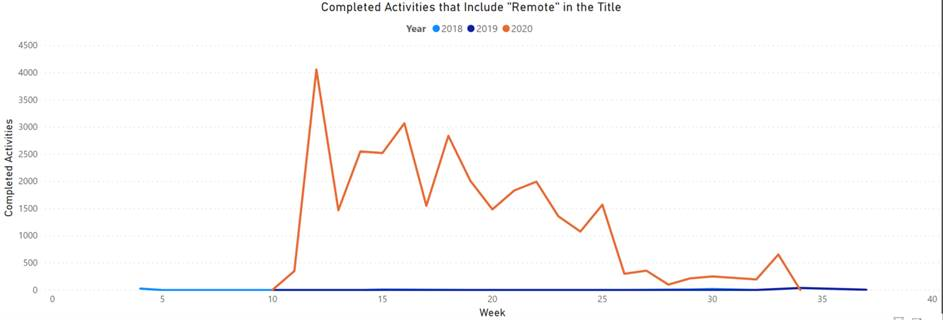 Completed Activities that Include "Remote" in the Title
Year 2018 2019 2020
4500
4000
3500
3000
2500
2000
1500
1000
500
0
Completed Activities
0 5 10 15 20 25 30 35 40
Week